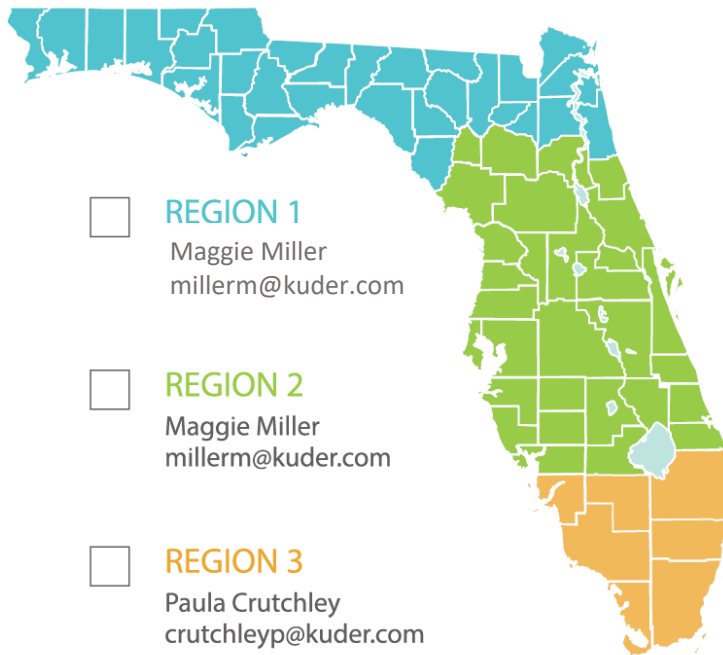 REGION 1
Maggie Miller
millerm@kuder.com
REGION 2
Maggie Miller
millerm@kuder.com
REGION 3
Paula Crutchley
crutchleyp@kuder.com